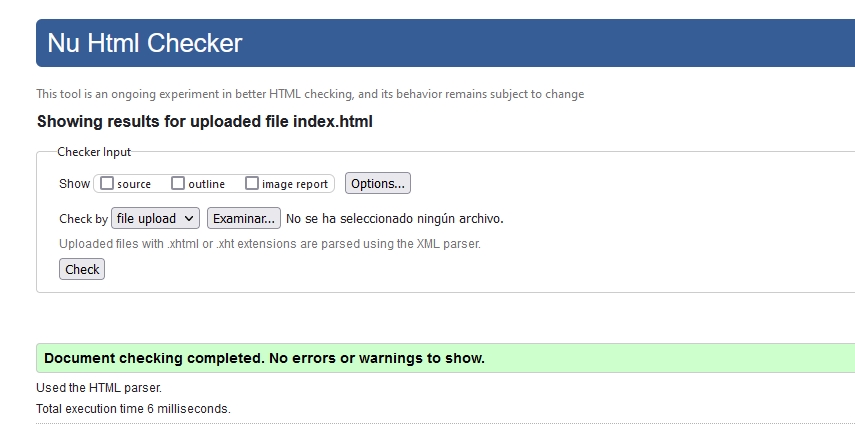 Nu Html Checker
This tool is an ongoing experiment in better HTML checking, and its behavior remains subject to change
Showing results for uploaded file index.html
Checker Input
Show source outline image report Options...
Check by file upload Examinar... No se ha seleccionado ningún archivo.
Uploaded files with .xhtml or .xht extensions are parsed using the XML parser.
Check
Document checking completed. No errors or warnings to show.
Used the HTML parser.
Total execution time 6 milliseconds.